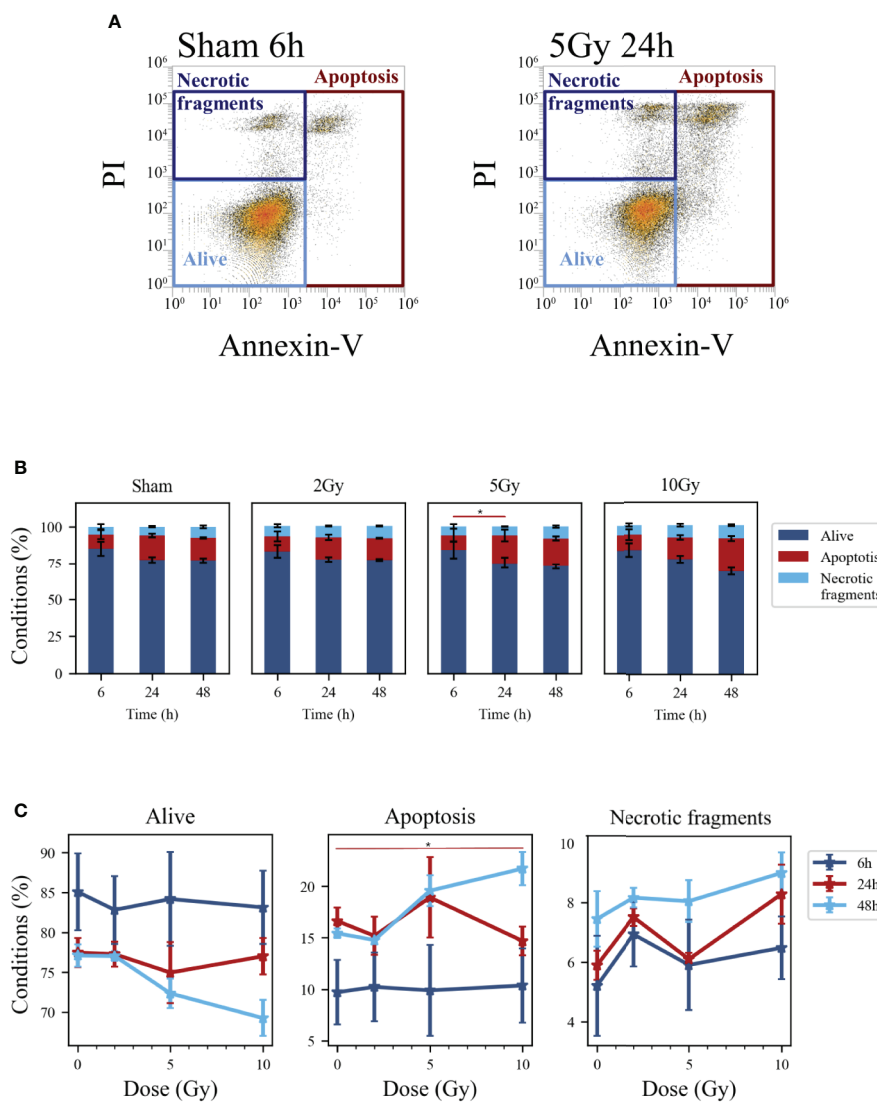 A
Sham 6h
5Gy 24h
10⁶
10⁵
10⁴
10³
10²
10¹
10⁰
PI
Necrotic
fragments
Apoptosis
Alive
10⁰ 10¹ 10² 10³ 10⁴ 10⁵ 10⁶
Annexin-V
10⁶
10⁵
10⁴
10³
10²
10¹
10⁰
PI
Necrotic
fragments
Apoptosis
Alive
10⁰ 10¹ 10² 10³ 10⁴ 10⁵ 10⁶
Annexin-V
B
Sham
2Gy
5Gy
10Gy
Conditions (%)
100
75
50
25
0
*
6 24 48
Time (h)
6 24 48
Time (h)
6 24 48
Time (h)
6 24 48
Time (h)
Alive
Apoptotis
Necrotic
fragments
C
Alive
Apoptosis
Necrotic fragments
Conditions (%)
90
85
80
75
70
0 5 10
Dose (Gy)
*
20
15
10
5
0 5 10
Dose (Gy)
10
8
6
4
0 5 10
Dose (Gy)
6h
24h
48h